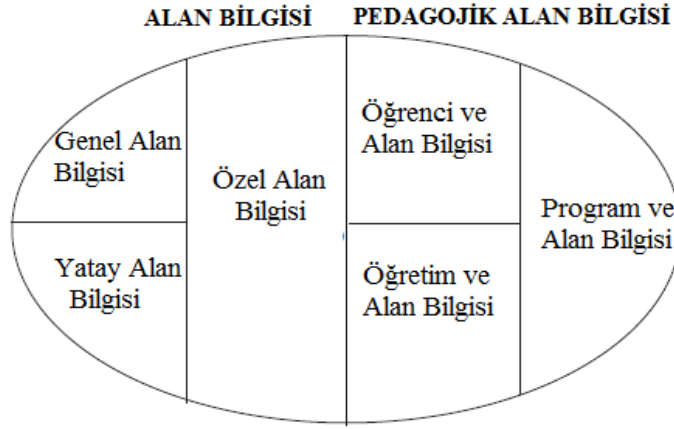 ALAN BİLGİSİ
PEDAGOJİK ALAN BİLGİSİ
Genel Alan
Bilgisi
Yatay Alan
Bilgisi
Özel Alan
Bilgisi
Öğrenci ve
Alan Bilgisi
Öğretim ve
Alan Bilgisi
Program ve
Alan Bilgisi